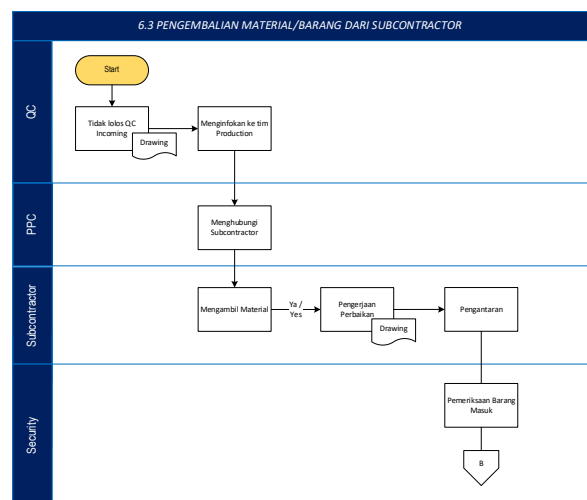 6.3 PENGEMBALIAN MATERIAL/BARANG DARI SUBCONTRACTOR
QC
Start
Tidak lolos QC
Incoming
Drawing
Menginfokan ke tim
Production
PPC
Menghubungi
Subcontractor
Subcontractor
Mengambil Material
Ya /
Yes
Pengerjaan
Perbaikan
Drawing
Pengantaran
Security
Pemeriksaan Barang
Masuk
B